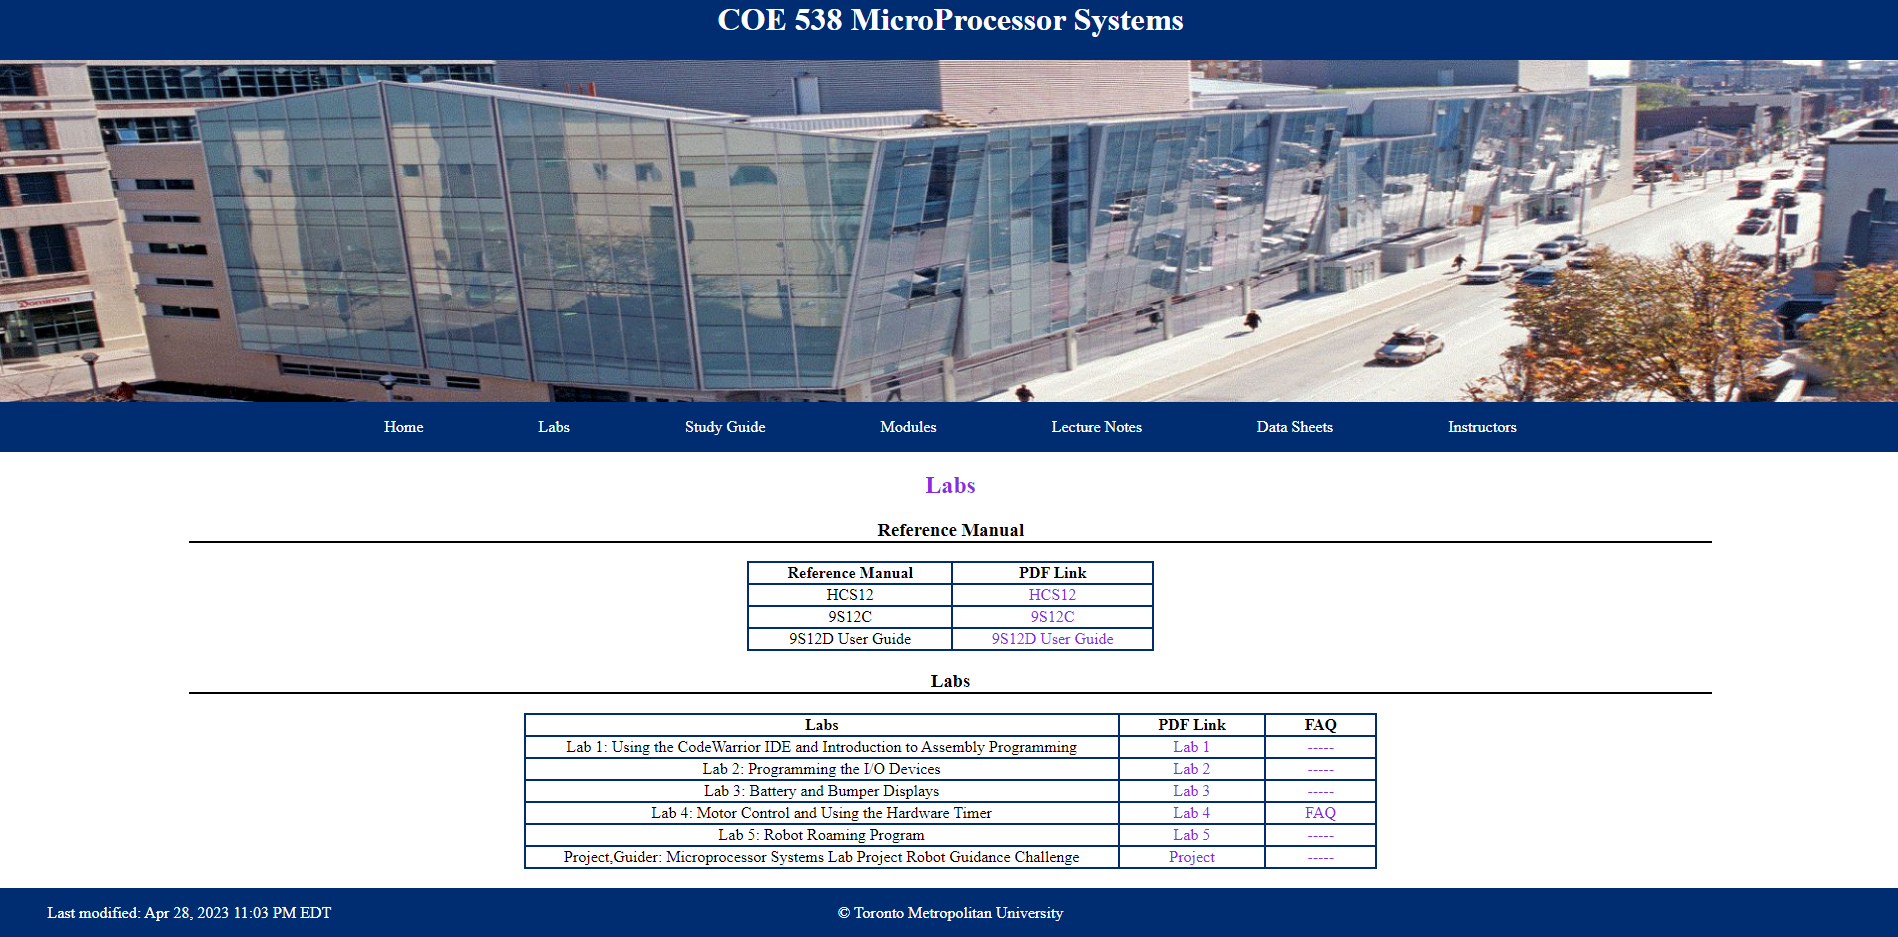 COE 538 MicroProcessor Systems
Dominion
Home Labs Study Guide Modules Lecture Notes Data Sheets Instructors
Labs
Reference Manual
Reference Manual PDF Link
HCS12 HCS12
9S12C 9S12C
9S12D User Guide 9S12D User Guide
Labs
Labs PDF Link FAQ
Lab 1: Using the CodeWarrior IDE and Introduction to Assembly Programming Lab 1 -----
Lab 2: Programming the I/O Devices Lab 2 -----
Lab 3: Battery and Bumper Displays Lab 3 -----
Lab 4: Motor Control and Using the Hardware Timer Lab 4 FAQ
Lab 5: Robot Roaming Program Lab 5 -----
Project,Guider: Microprocessor Systems Lab Project Robot Guidance Challenge Project -----
Last modified: Apr 28, 2023 11:03 PM EDT © Toronto Metropolitan University